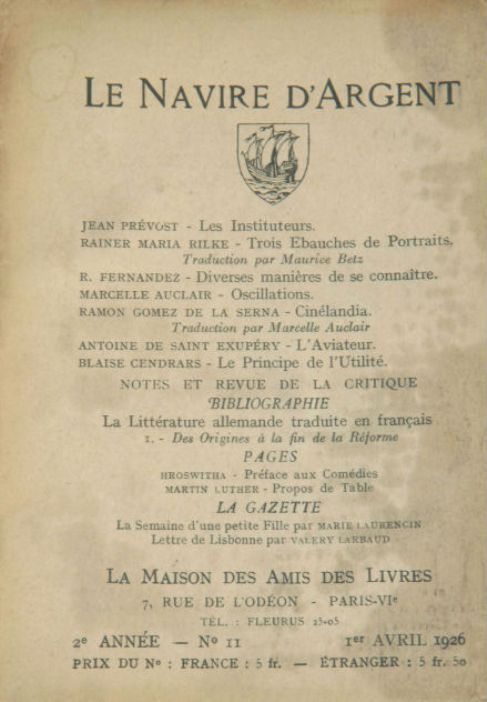 LE NAVIRE D'ARGENT
JEAN PRÉVOST - Les Instituteurs.
RAINER MARIA RILKE - Trois Ebauches de Portraits.
Traduction par Maurice Betz
R. FERNANDEZ - Diverses manières de se connaître.
MARCELLE AUCLAIR - Oscillations.
RAMON GOMEZ DE LA SERNA - Cinélandia.
Traduction par Marcelle Auclair
ANTOINE DE SAINT EXUPÉRY - L'Aviateur.
BLAISE CENDRARS - Le Principe de l'Utilité.
NOTES ET REVUE DE LA CRITIQUE
BIBLIOGRAPHIE
La Littérature allemande traduite en français
1. - Des Origines à la fin de la Réforme
PAGES
HROSWITHA - Préface aux Comédies
MARTIN LUTHER - Propos de Table
LA GAZETTE
La Semaine d'une petite Fille par MARIE LAURENCIN
Lettre de Lisbonne par VALERY LARBAUD
LA MAISON DES AMIS DES LIVRES
7, RUE DE L'ODÉON - PARIS-VIe
TÉL. : FLEURUS 25-05
2e ANNÉE — No 11 1er AVRIL 1926
PRIX DU No : FRANCE : 5 fr. — ÉTRANGER : 5 fr. 50